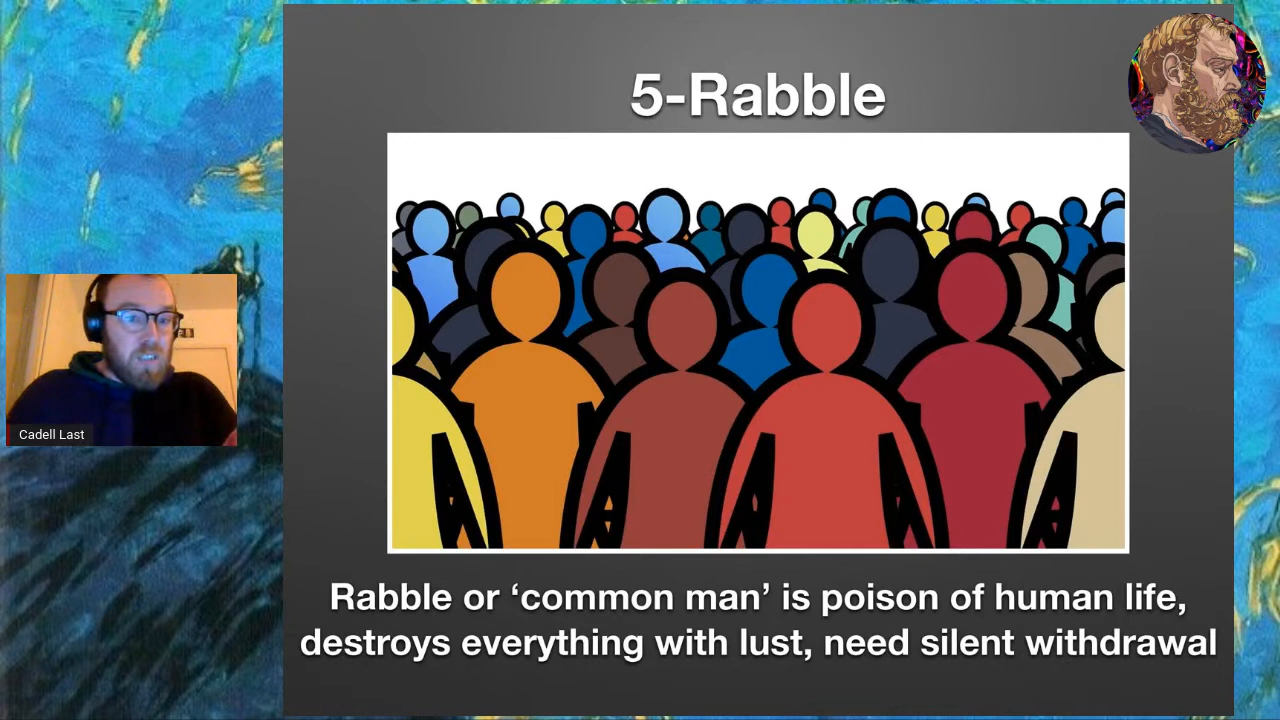 5-Rabble
Cadell Last
Rabble or ‘common man’ is poison of human life,
destroys everything with lust, need silent withdrawal